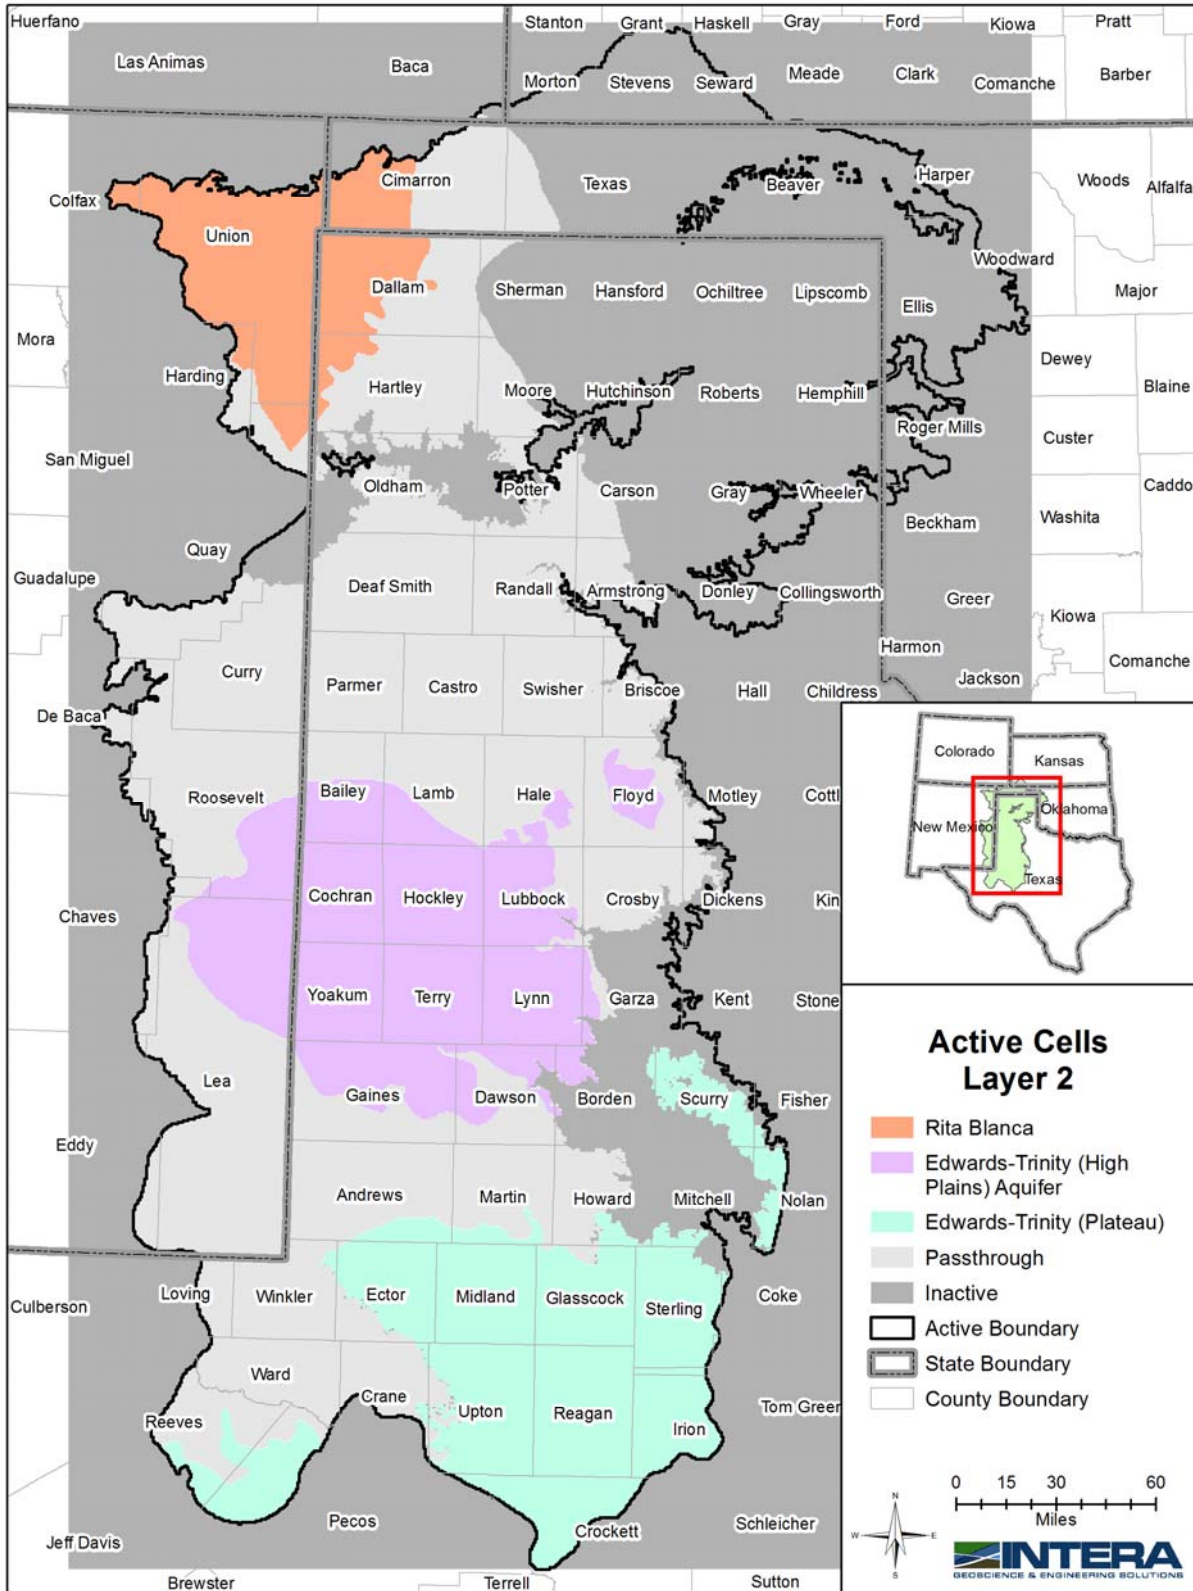 Huerfano
Stanton
Grant
Haskell
Gray
Ford
Kiowa
Pratt
Las Animas
Baca
Morton
Stevens
Seward
Meade
Clark
Comanche
Barber
Colfax
Cimarron
Texas
Beaver
Harper
Woods
Alfalfa
Union
Woodward
Dallam
Sherman
Hansford
Ochiltree
Lipscomb
Ellis
Major
Mora
Harding
Hartley
Moore
Hutchinson
Roberts
Hemphill
Dewey
Blaine
Roger Mills
Custer
San Miguel
Oldham
Potter
Carson
Gray
Wheeler
Caddo
Beckham
Washita
Quay
Guadalupe
Deaf Smith
Randall
Armstrong
Donley
Collingsworth
Greer
Kiowa
Harmon
Comanche
Curry
Parmer
Castro
Swisher
Briscoe
Hall
Childress
Jackson
De Baca
Roosevelt
Bailey
Lamb
Hale
Floyd
Motley
Cottl
Chaves
Cochran
Hockley
Lubbock
Crosby
Dickens
Kin
Yoakum
Terry
Lynn
Garza
Kent
Stone
Lea
Gaines
Dawson
Borden
Scurry
Fisher
Eddy
Andrews
Martin
Howard
Mitchell
Nolan
Culberson
Loving
Winkler
Ector
Midland
Glasscock
Sterling
Coke
Ward
Crane
Reeves
Upton
Reagan
Irion
Tom Green
Jeff Davis
Pecos
Crockett
Schleicher
Brewster
Terrell
Sutton
Colorado
Kansas
New Mexico
Oklahoma
Texas
Active Cells
Layer 2
Rita Blanca
Edwards-Trinity (High
Plains) Aquifer
Edwards-Trinity (Plateau)
Passthrough
Inactive
Active Boundary
State Boundary
County Boundary
0 15 30 60
Miles
N
W E
S
INTERA
GEOSCIENCE & ENGINEERING SOLUTIONS